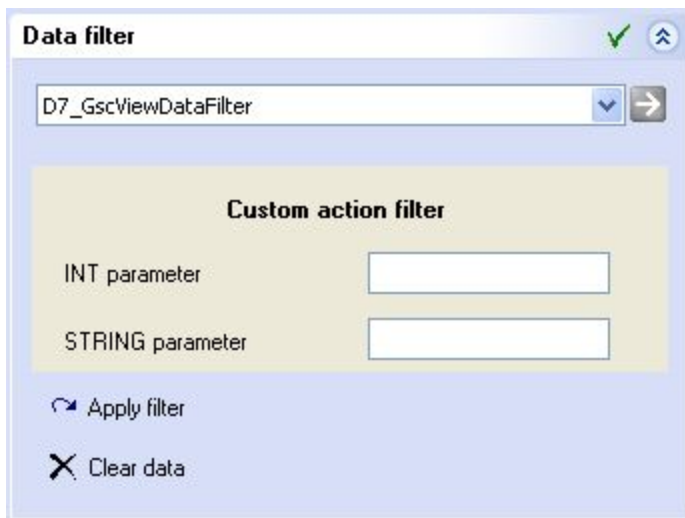 Data filter
D7_GscViewDataFilter
Custom action filter
INT parameter
STRING parameter
Apply filter
Clear data